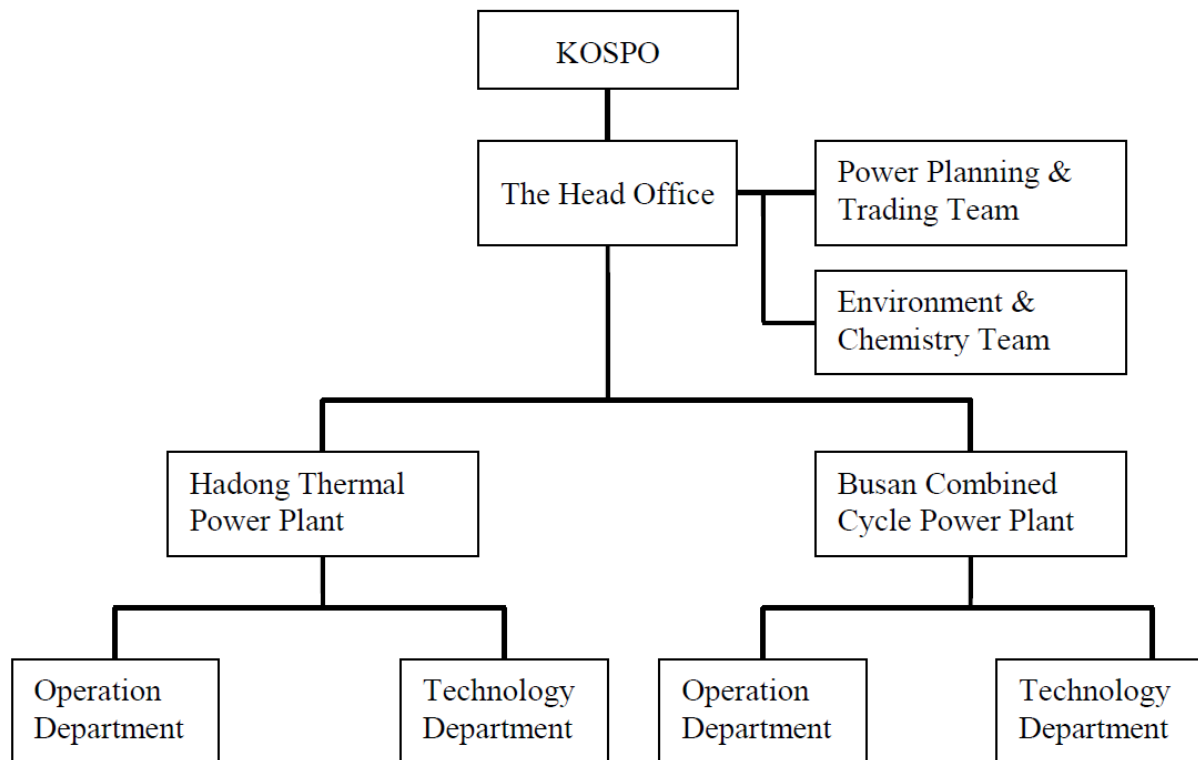 KOSPO
The Head Office
Power Planning &
Trading Team
Environment &
Chemistry Team
Hadong Thermal
Power Plant
Busan Combined
Cycle Power Plant
Operation
Department
Technology
Department
Operation
Department
Technology
Department